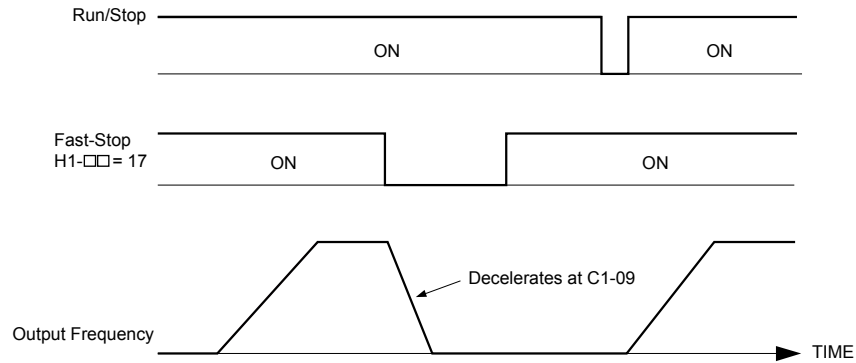 Run/Stop
ON
ON
Fast-Stop
H1-□□= 17
ON
ON
Decelerates at C1-09
Output Frequency
TIME